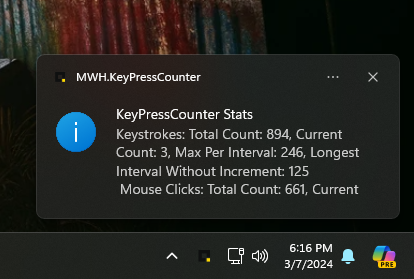 MWH.KeyPressCounter
KeyPressCounter Stats
Keystrokes: Total Count: 894, Current
Count: 3, Max Per Interval: 246, Longest
Interval Without Increment: 125
Mouse Clicks: Total Count: 661, Current
6:16 PM
3/7/2024
PRE